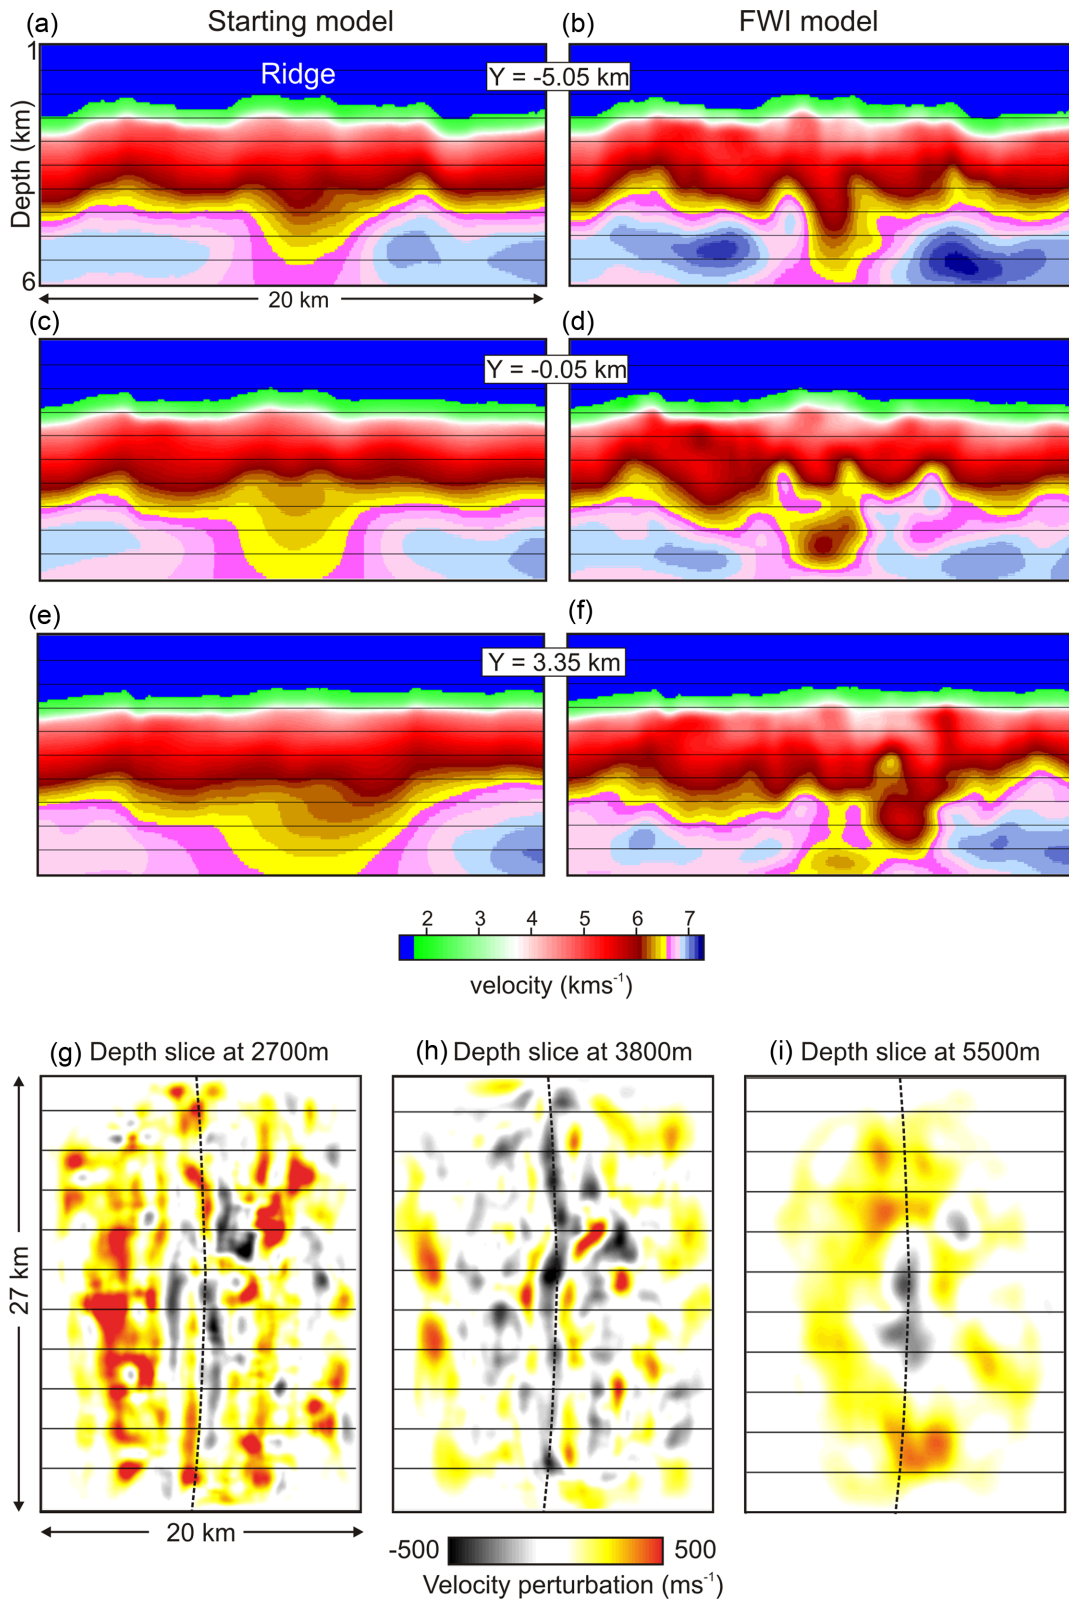 (a) Starting model
(b) FWI model
1
Ridge
Y = -5.05 km
Depth (km)
6
20 km
(c)
(d)
Y = -0.05 km
(e)
(f)
Y = 3.35 km
2 3 4 5 6 7
velocity (kms⁻¹)
(g) Depth slice at 2700m
(h) Depth slice at 3800m
(i) Depth slice at 5500m
27 km
20 km
-500 500
Velocity perturbation (ms⁻¹)